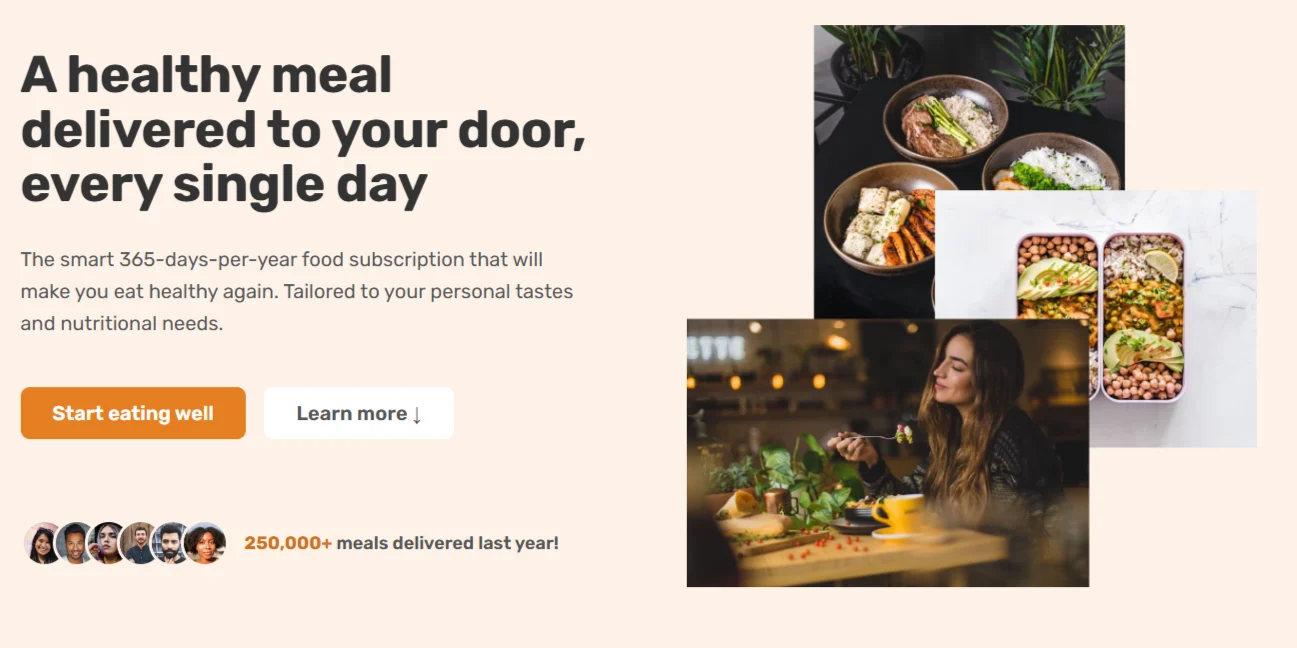 A healthy meal
delivered to your door,
every single day
The smart 365-days-per-year food subscription that will
make you eat healthy again. Tailored to your personal tastes
and nutritional needs.
Start eating well
Learn more ↓
250,000+ meals delivered last year!